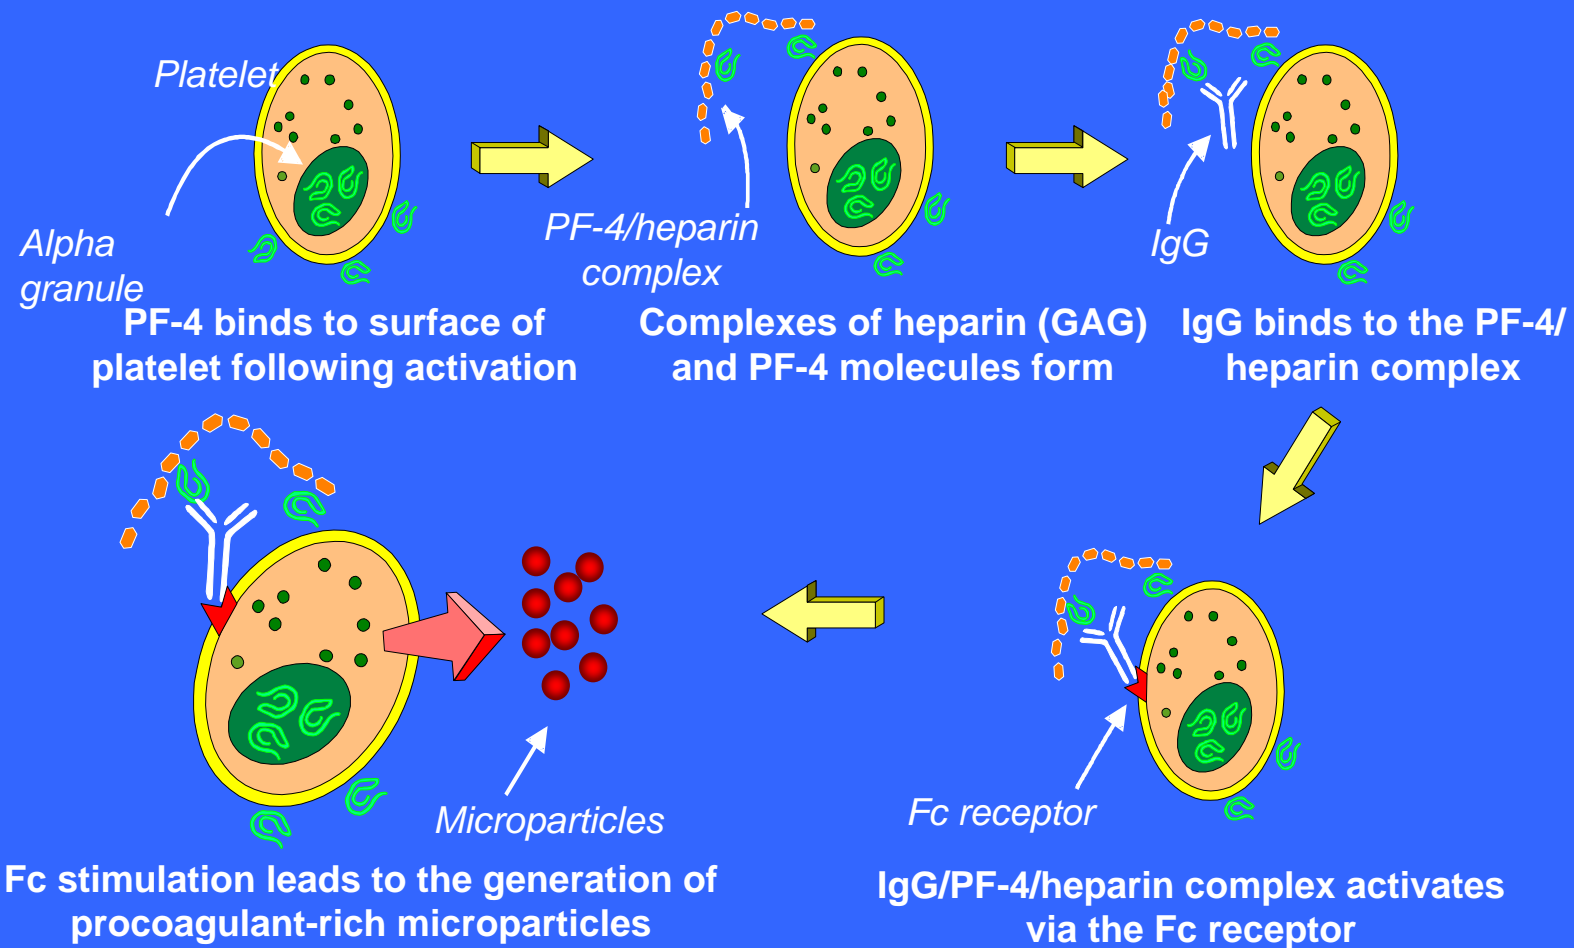 Platelet
Alpha
granule
PF-4 binds to surface of
platelet following activation
PF-4/heparin
complex
Complexes of heparin (GAG)
and PF-4 molecules form
IgG
IgG binds to the PF-4/
heparin complex
Fc receptor
IgG/PF-4/heparin complex activates
via the Fc receptor
Microparticles
Fc stimulation leads to the generation of
procoagulant-rich microparticles